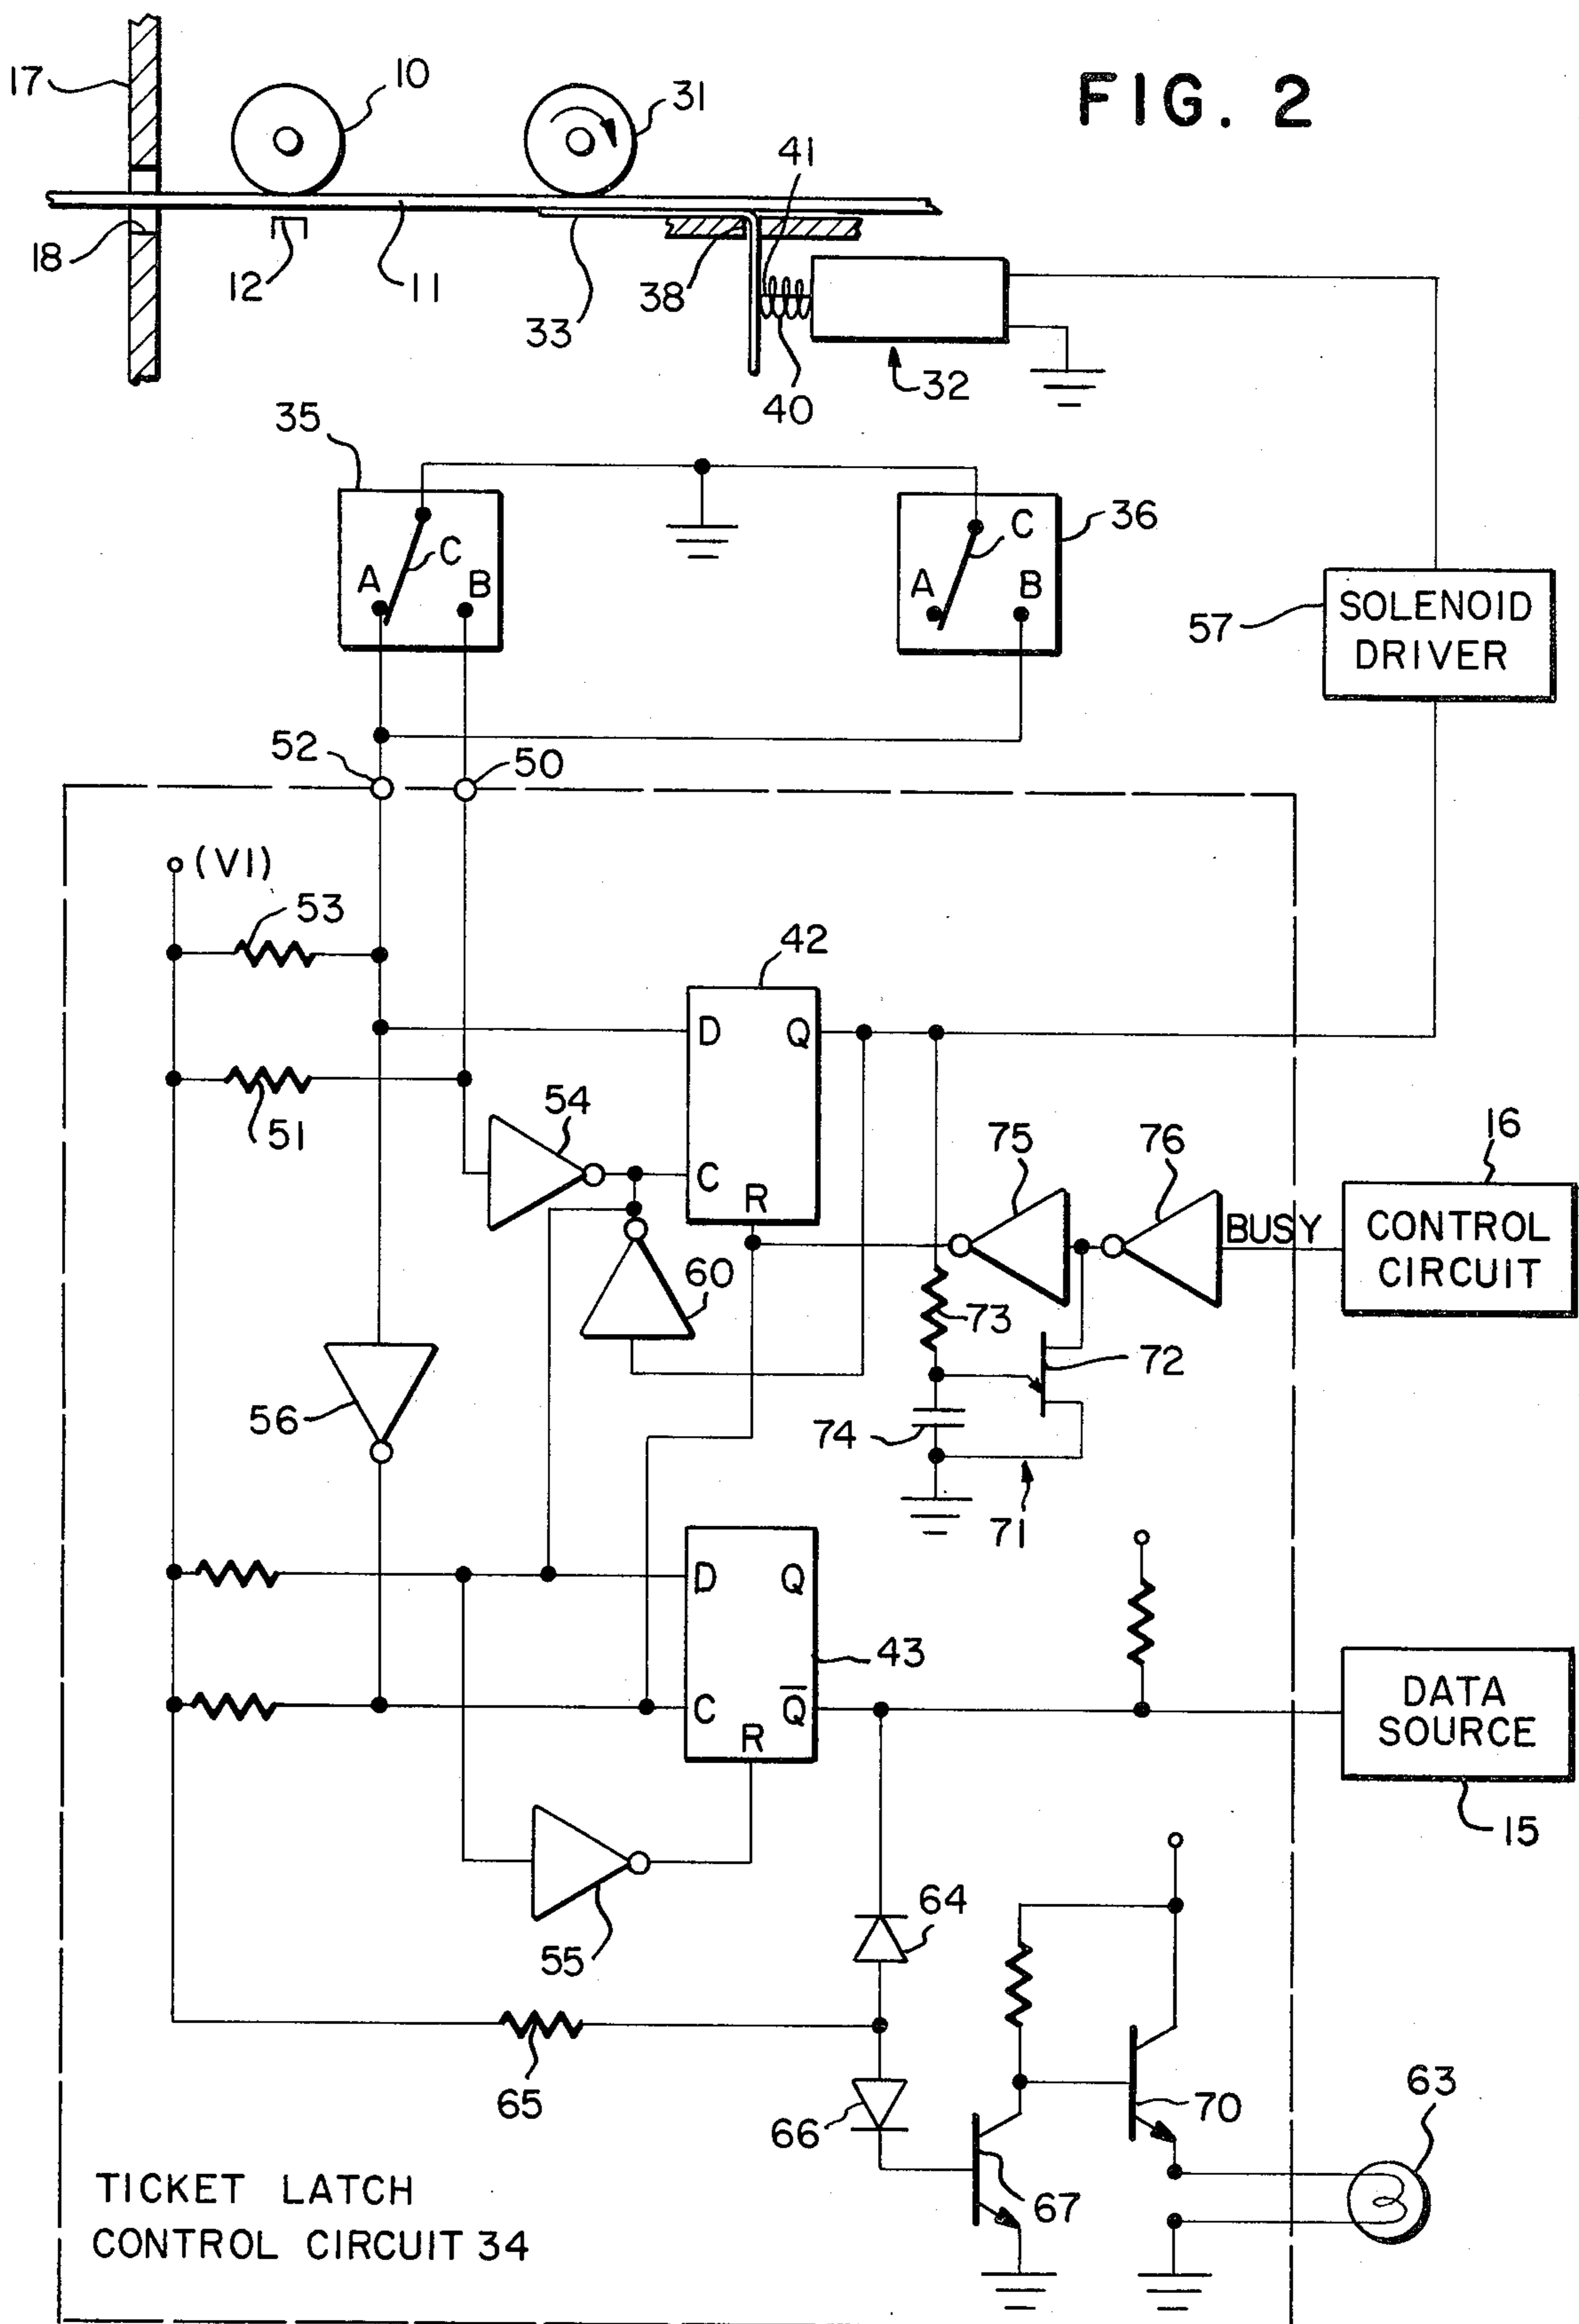 FIG. 2
17
10
31
41
18
12
11
33
38
40
32
35
36
C
A
B
C
A
B
57
SOLENOID
DRIVER
52
50
(V1)
53
42
D
Q
51
54
C
R
75
76
16
BUSY
CONTROL
CIRCUIT
60
73
72
56
74
71
D
Q
43
C
Q̅
R
DATA
SOURCE
15
55
64
65
66
67
70
63
TICKET LATCH
CONTROL CIRCUIT 34